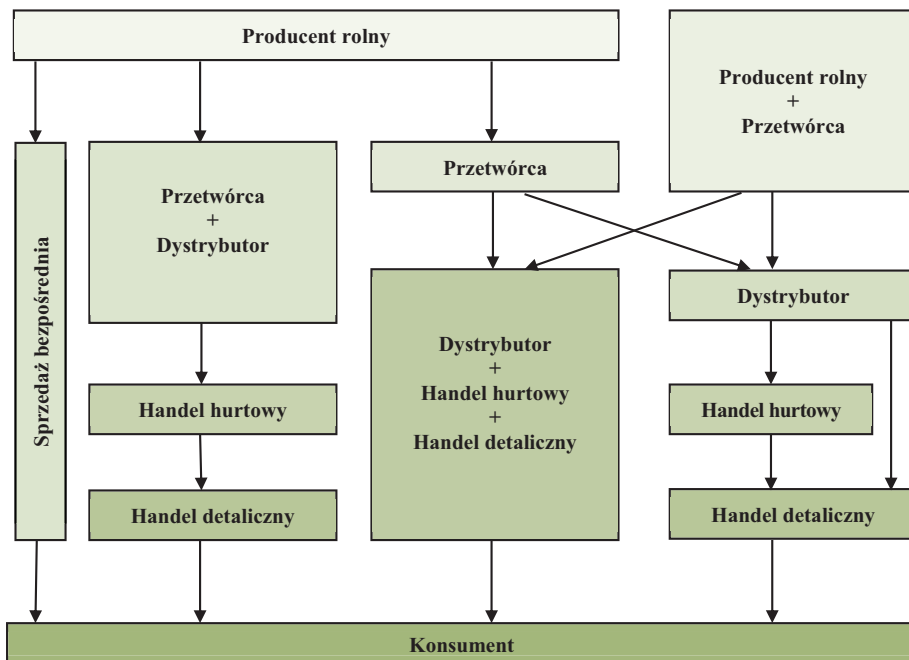 Producent rolny
Producent rolny
+
Przetwórca
Sprzedaż bezpośrednia
Przetwórca
+
Dystrybutor
Przetwórca
Dystrybutor
+
Handel hurtowy
+
Handel detaliczny
Dystrybutor
Handel hurtowy
Handel hurtowy
Handel detaliczny
Handel detaliczny
Konsument